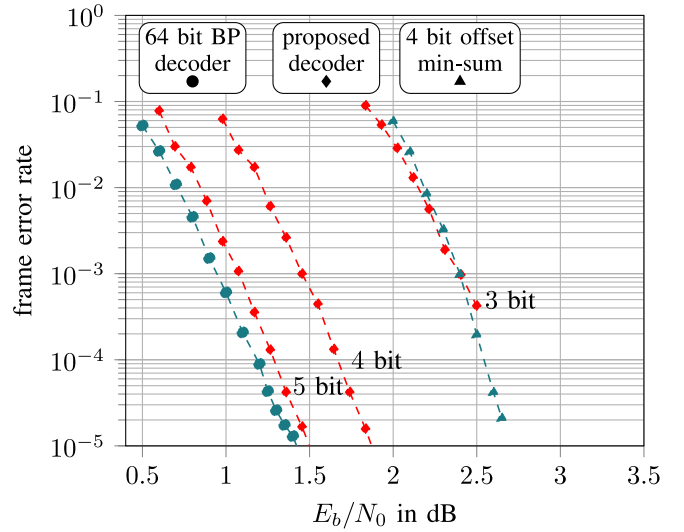 64 bit BP
decoder
proposed
decoder
4 bit offset
min-sum
10^0
10^-1
10^-2
10^-3
10^-4
10^-5
frame error rate
3 bit
4 bit
5 bit
0.5 1 1.5 2 2.5 3 3.5
E_b/N_0 in dB